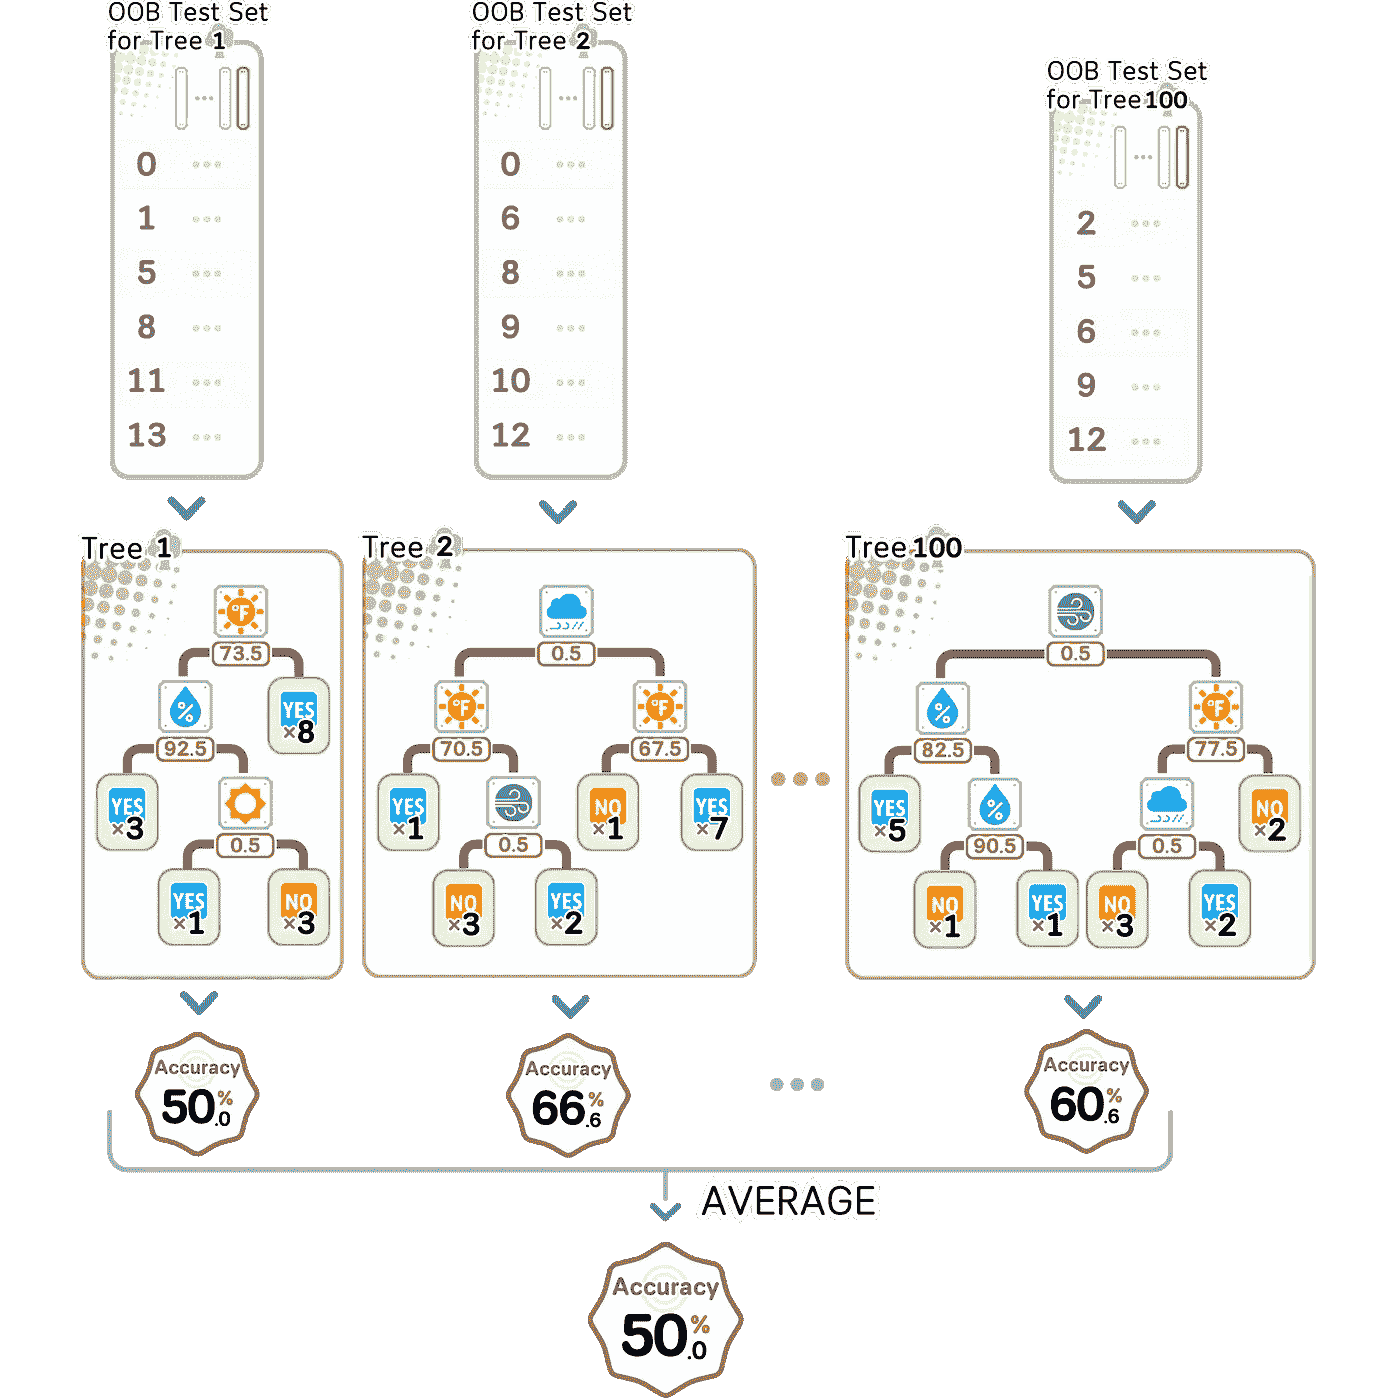 OOB Test Set
for Tree 1
0
1
5
8
11
13
OOB Test Set
for Tree 2
0
6
8
9
10
12
OOB Test Set
for Tree 100
2
5
6
9
12
Tree 1
°F
73.5
%
YES
×8
92.5
YES
×3
0.5
YES
×1
NO
×3
Tree 2
0.5
°F
°F
70.5
67.5
YES
×1
NO
×1
YES
×7
0.5
NO
×3
YES
×2
Tree 100
0.5
%
°F
82.5
77.5
YES
×5
%
NO
×2
90.5
0.5
NO
×1
YES
×1
NO
×3
YES
×2
Accuracy
50.0%
Accuracy
66.6%
Accuracy
60.6%
AVERAGE
Accuracy
50.0%